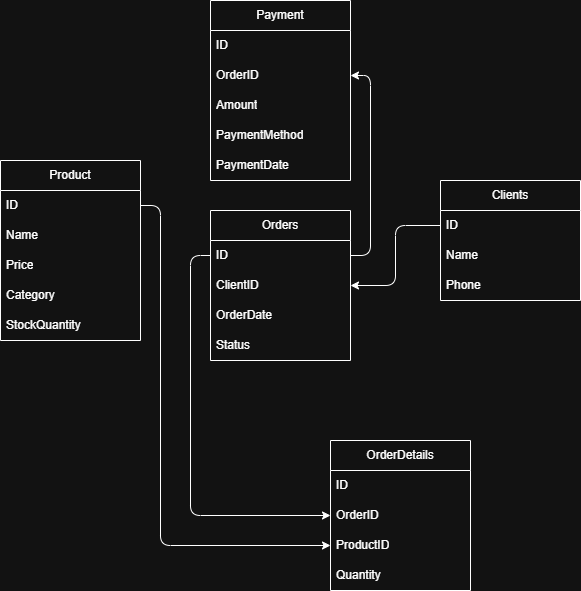 Payment
ID
OrderID
Amount
PaymentMethod
PaymentDate
Product
ID
Name
Price
Category
StockQuantity
Orders
ID
ClientID
OrderDate
Status
Clients
ID
Name
Phone
OrderDetails
ID
OrderID
ProductID
Quantity